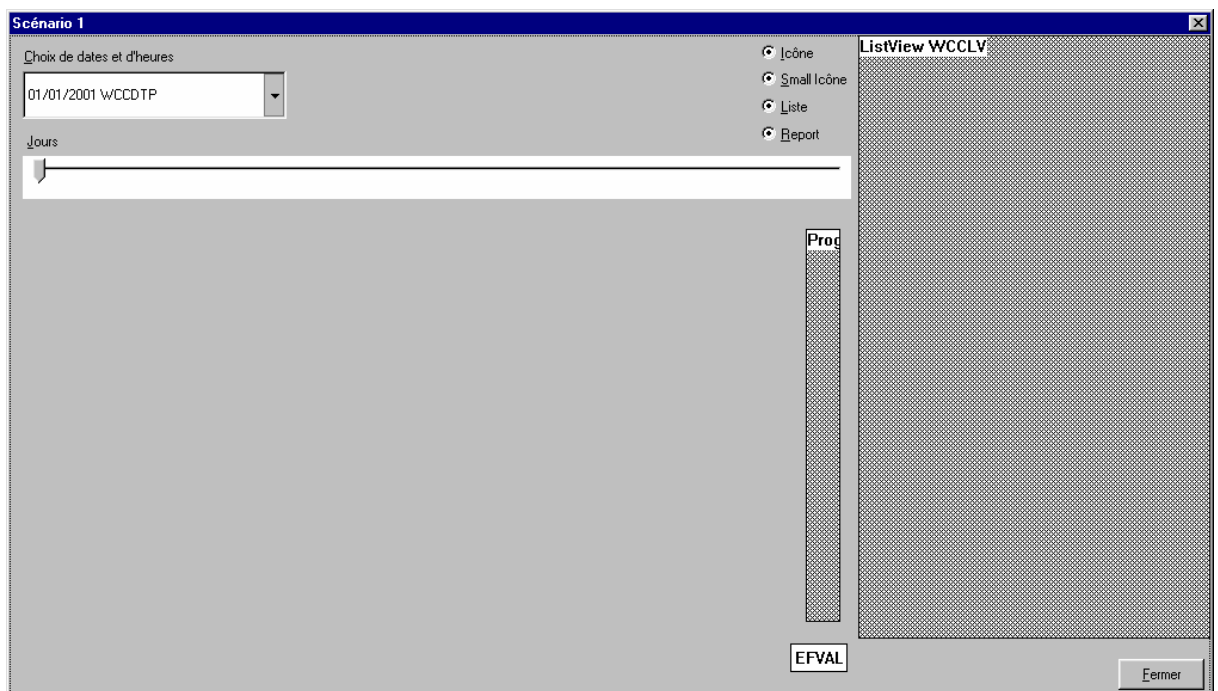 Scénario 1
Choix de dates et d'heures
01/01/2001 WCCDTP
Jours
Icône
Small Icône
Liste
Report
ListView WCCLV
Prog
EFVAL
Fermer